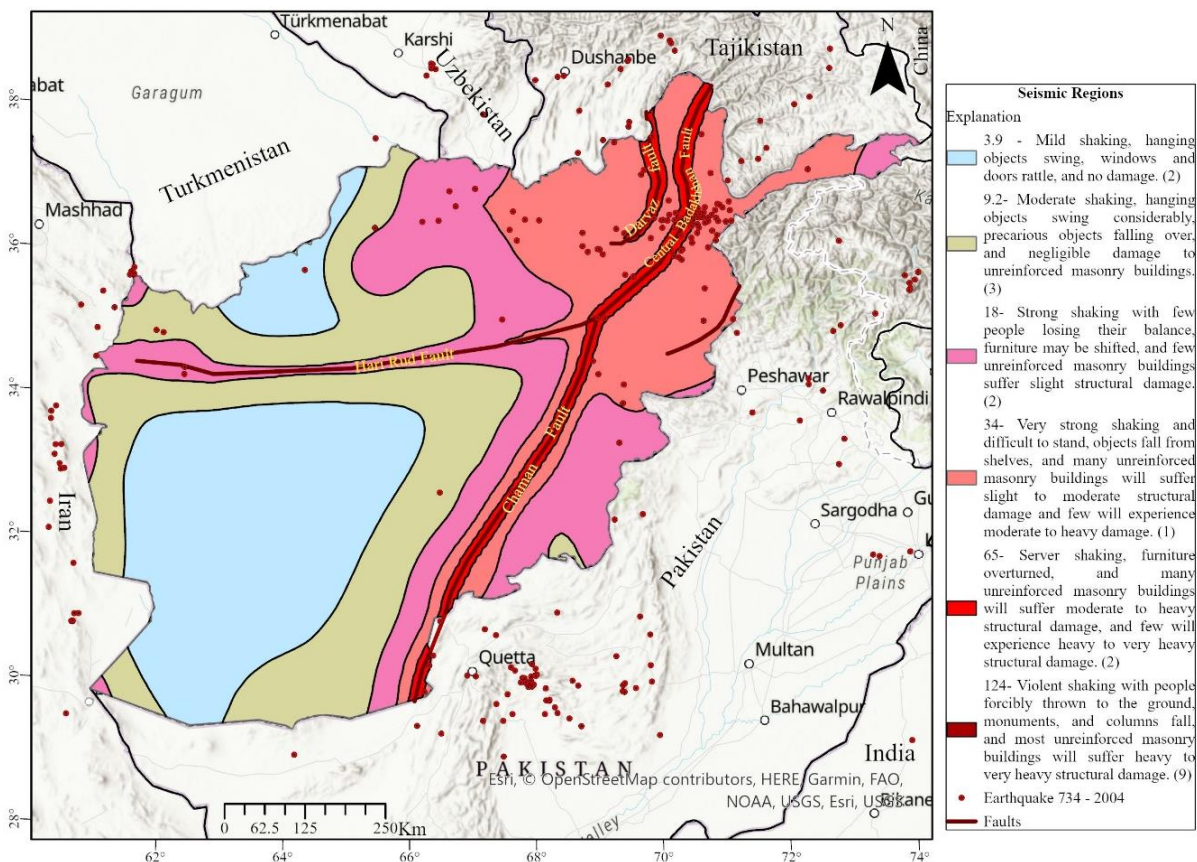 Türkmenabat
Karshi
Dushanbe
Tajikistan
N
China
Uzbekistan
abat
Garagum
Turkmenistan
Mashhad
Darvaz fault
Central Badakhshan Fault
Hari Rud Fault
Chaman Fault
Peshawar
Rawalpindi
Iran
Sargodha
Gu
Pakistan
Punjab
Plains
Quetta
Multan
Bahawalpur
India
PAKISTAN
Bikane
alley
Esri, © OpenStreetMap contributors, HERE, Garmin, FAO,
NOAA, USGS, Esri, USGS
0 62.5 125 250 Km
38°
36°
34°
32°
30°
28°
62° 64° 66° 68° 70° 72° 74°
Seismic Regions
Explanation
3.9 - Mild shaking, hanging
objects swing, windows and
doors rattle, and no damage. (2)
9.2- Moderate shaking, hanging
objects swing considerably,
precarious objects falling over,
and negligible damage to
unreinforced masonry buildings.
(3)
18- Strong shaking with few
people losing their balance,
furniture may be shifted, and few
unreinforced masonry buildings
suffer slight structural damage.
(2)
34- Very strong shaking and
difficult to stand, objects fall from
shelves, and many unreinforced
masonry buildings will suffer
slight to moderate structural
damage and few will experience
moderate to heavy damage. (1)
65- Server shaking, furniture
overturned, and many
unreinforced masonry buildings
will suffer moderate to heavy
structural damage, and few will
experience heavy to very heavy
structural damage. (2)
124- Violent shaking with people
forcibly thrown to the ground,
monuments, and columns fall,
and most unreinforced masonry
buildings will suffer heavy to
very heavy structural damage. (9)
Earthquake 734 - 2004
Faults